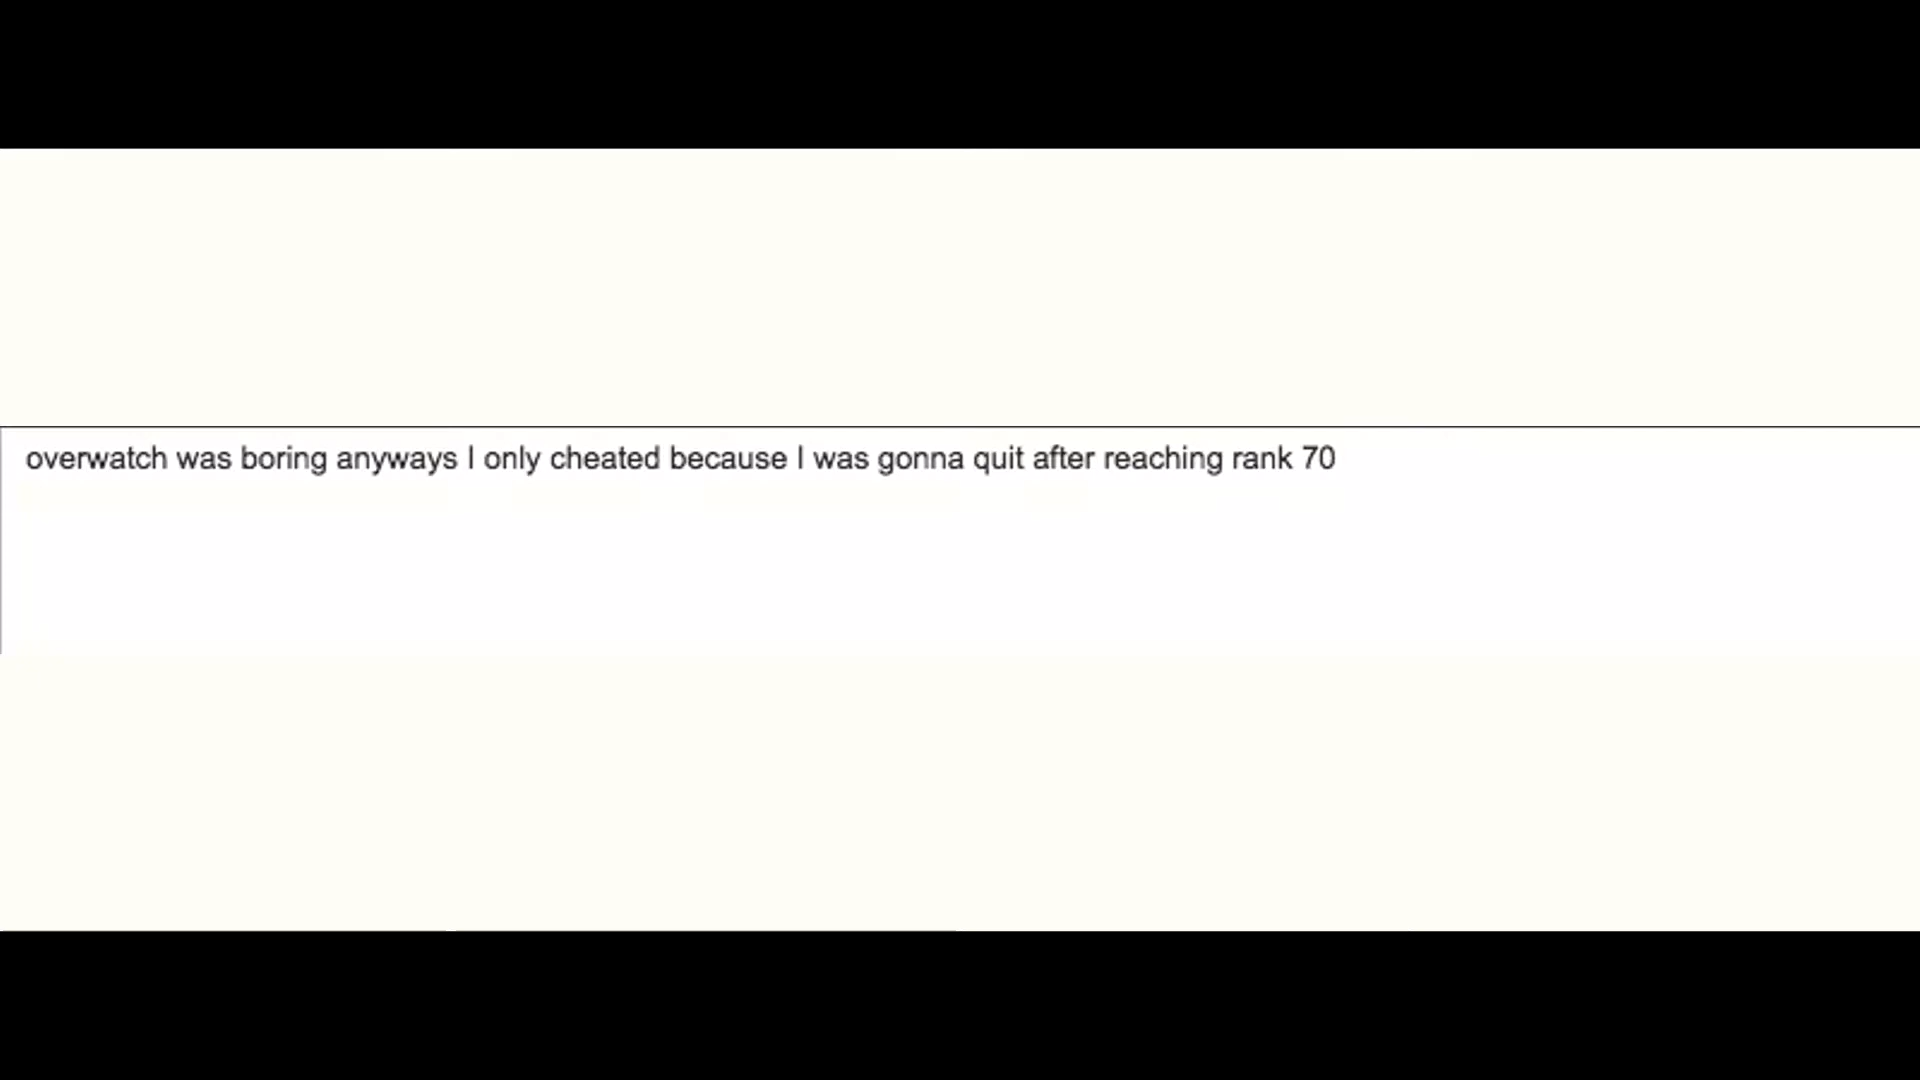 overwatch was boring anyways I only cheated because I was gonna quit after reaching rank 70